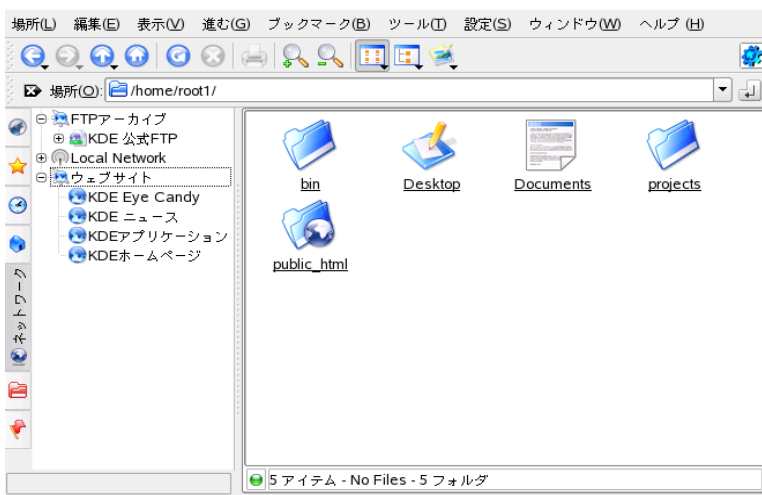 場所(L) 編集(E) 表示(V) 進む(G) ブックマーク(B) ツール(T) 設定(S) ウィンドウ(W) ヘルプ (H)
場所(O): /home/root1/
FTPアーカイブ
KDE 公式FTP
Local Network
ウェブサイト
KDE Eye Candy
KDE ニュース
KDEアプリケーション
KDEホームページ
ネットワーク
bin
Desktop
Documents
projects
public_html
5 アイテム - No Files - 5 フォルダ